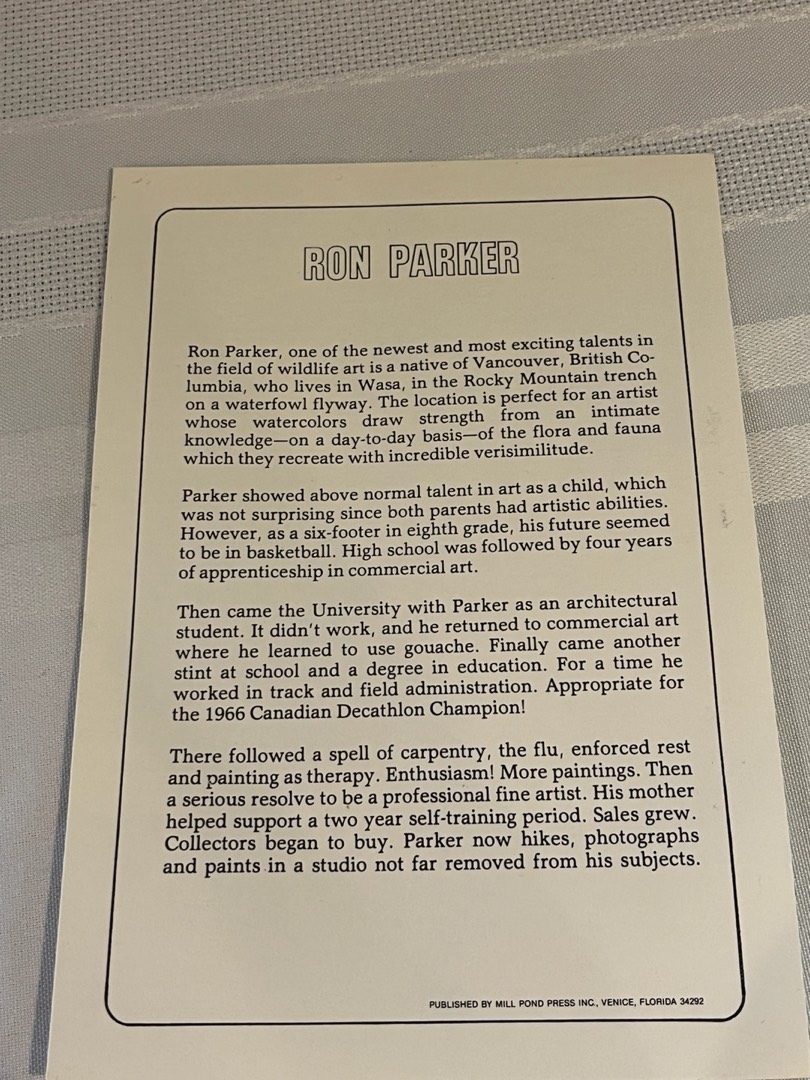 RON PARKER
Ron Parker, one of the newest and most exciting talents in
the field of wildlife art is a native of Vancouver, British Co-
lumbia, who lives in Wasa, in the Rocky Mountain trench
on a waterfowl flyway. The location is perfect for an artist
whose watercolors draw strength from an intimate
knowledge—on a day-to-day basis—of the flora and fauna
which they recreate with incredible verisimilitude.
Parker showed above normal talent in art as a child, which
was not surprising since both parents had artistic abilities.
However, as a six-footer in eighth grade, his future seemed
to be in basketball. High school was followed by four years
of apprenticeship in commercial art.
Then came the University with Parker as an architectural
student. It didn't work, and he returned to commercial art
where he learned to use gouache. Finally came another
stint at school and a degree in education. For a time he
worked in track and field administration. Appropriate for
the 1966 Canadian Decathlon Champion!
There followed a spell of carpentry, the flu, enforced rest
and painting as therapy. Enthusiasm! More paintings. Then
a serious resolve to be a professional fine artist. His mother
helped support a two year self-training period. Sales grew.
Collectors began to buy. Parker now hikes, photographs
and paints in a studio not far removed from his subjects.
PUBLISHED BY MILL POND PRESS INC., VENICE, FLORIDA 34292